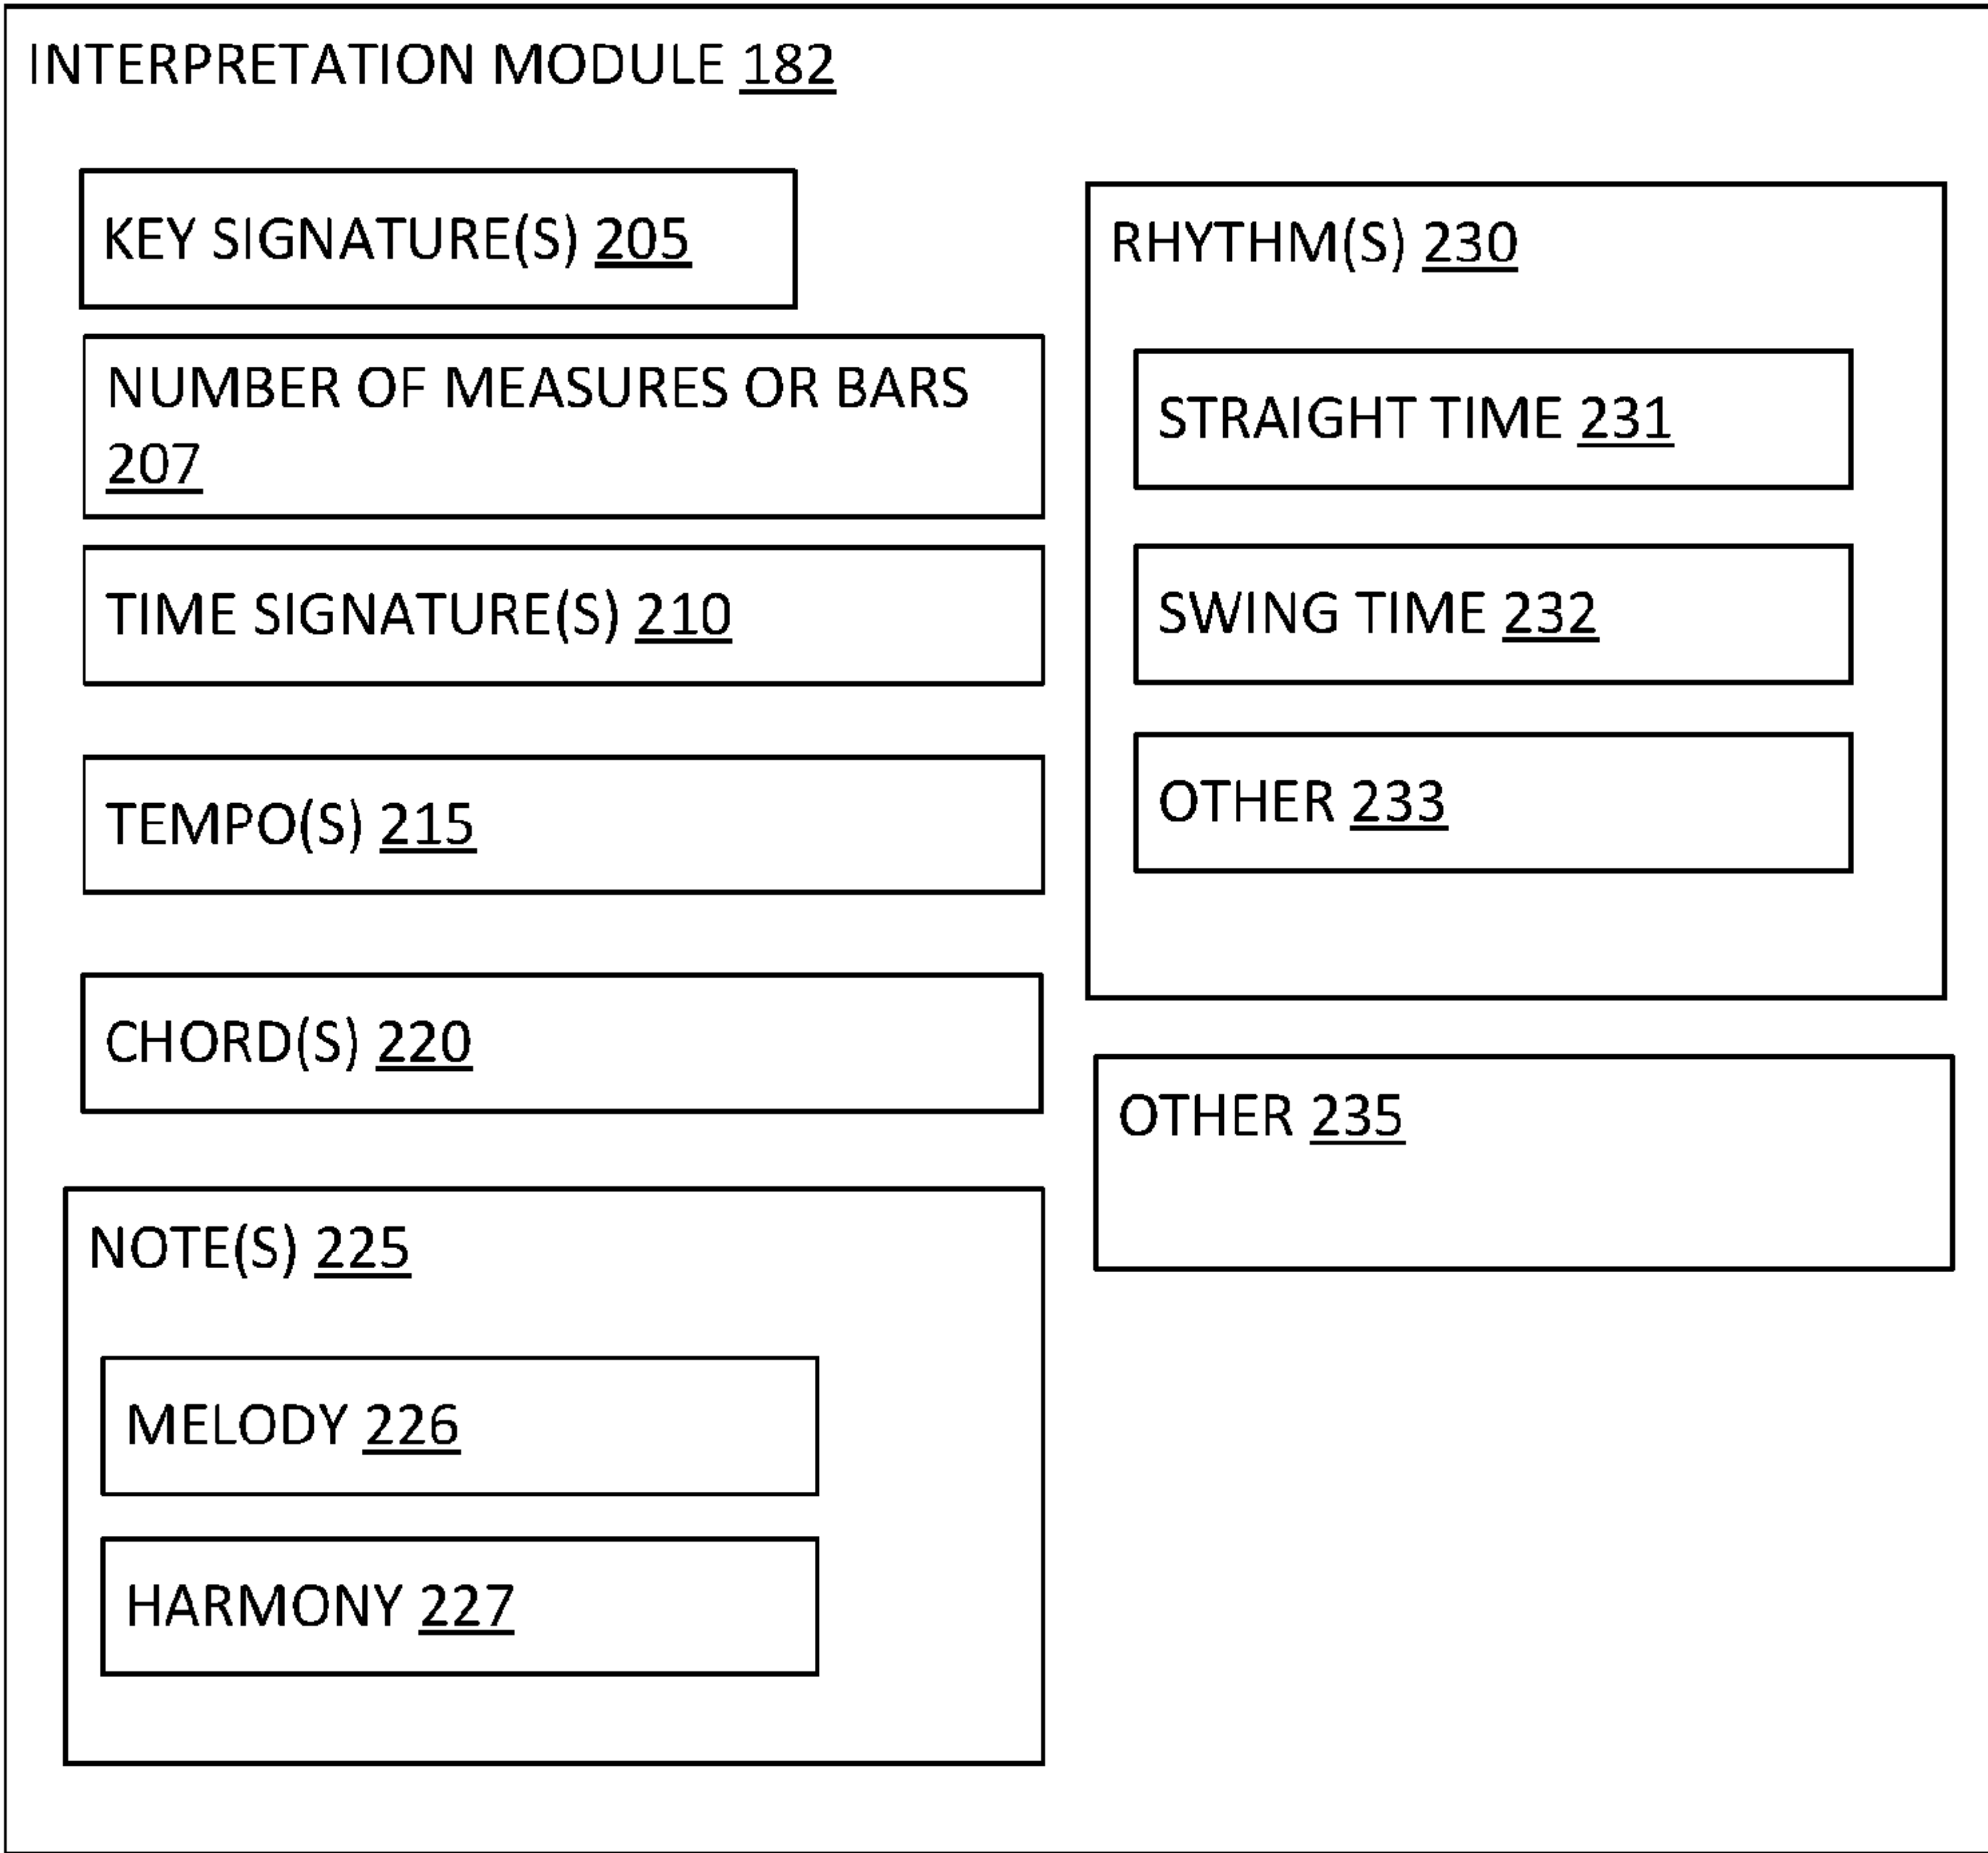 INTERPRETATION MODULE 182
KEY SIGNATURE(S) 205
NUMBER OF MEASURES OR BARS
207
TIME SIGNATURE(S) 210
TEMPO(S) 215
CHORD(S) 220
NOTE(S) 225
MELODY 226
HARMONY 227
RHYTHM(S) 230
STRAIGHT TIME 231
SWING TIME 232
OTHER 233
OTHER 235